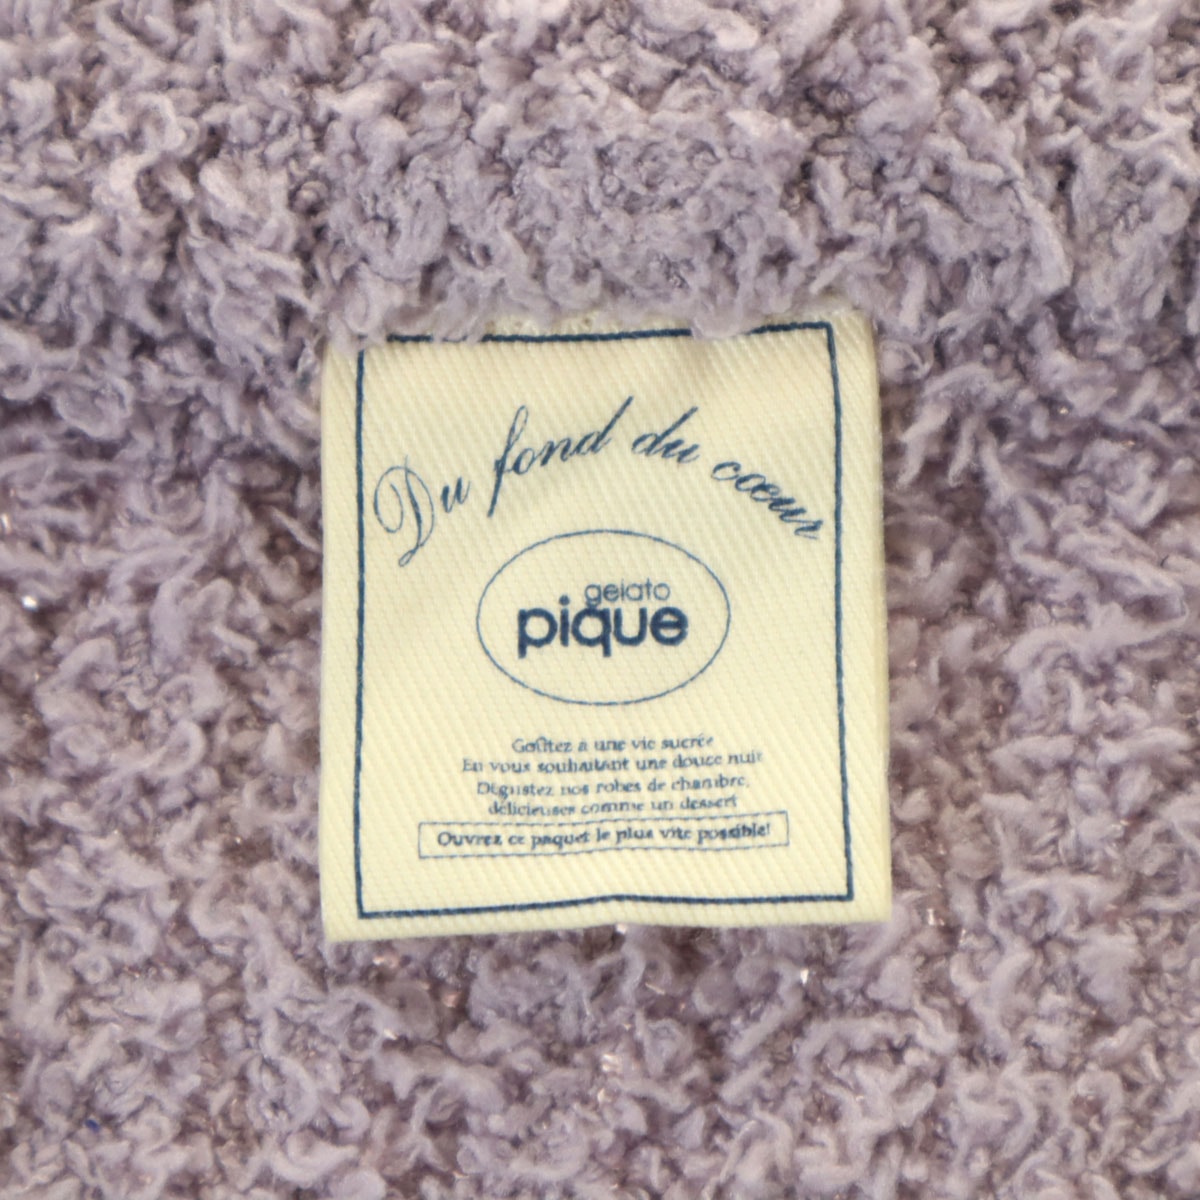 Du fond du cœur
gelato
pique
Goûtez à une vie sucrée
En vous souhaitant une douce nuit
Dégustez nos robes de chambre,
délicieuses comme un dessert
Ouvrez ce paquet le plus vite possible!